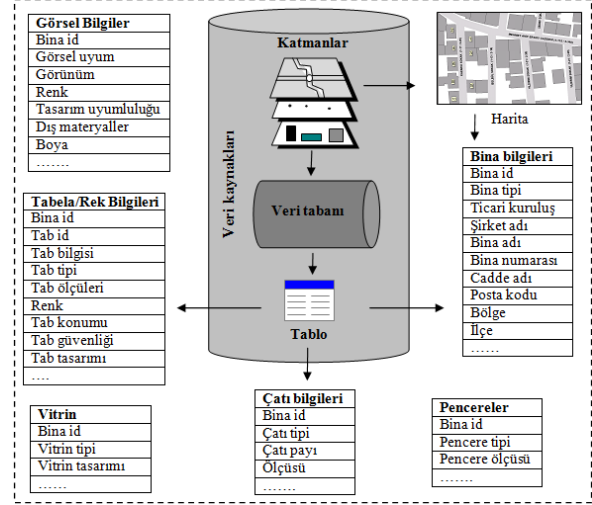 Görsel Bilgiler
Bina id
Görsel uyum
Görünüm
Renk
Tasarım uyumluluğu
Dış materyaller
Boya
…….
Tabela/Rek Bilgileri
Bina id
Tab id
Tab bilgisi
Tab tipi
Tab ölçüleri
Renk
Tab konumu
Tab güvenliği
Tab tasarımı
….
Vitrin
Bina id
Vitrin tipi
Vitrin tasarımı
……
Veri kaynakları
Katmanlar
Veri tabanı
Tablo
Çatı bilgileri
Bina id
Çatı tipi
Çatı payı
Ölçüsü
…….
Harita
Bina bilgileri
Bina id
Bina tipi
Ticari kuruluş
Şirket adı
Bina adı
Bina numarası
Cadde adı
Posta kodu
Bölge
İlçe
……
Pencereler
Bina id
Pencere tipi
Pencere ölçüsü
…….